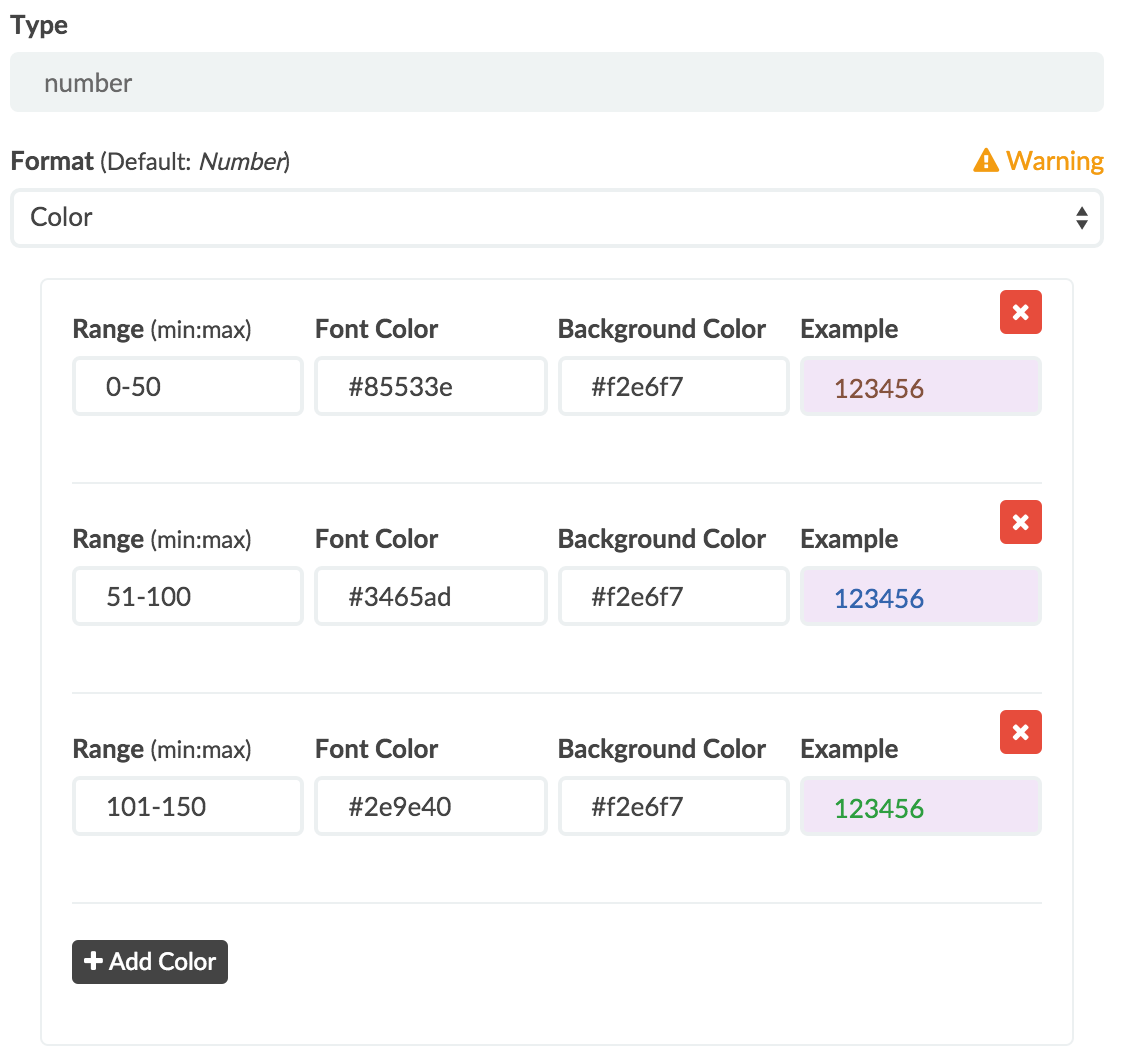 Type
number
Format (Default: Number)
Warning
Color
Range (min:max) Font Color Background Color Example
0-50 #85533e #f2e6f7 123456
Range (min:max) Font Color Background Color Example
51-100 #3465ad #f2e6f7 123456
Range (min:max) Font Color Background Color Example
101-150 #2e9e40 #f2e6f7 123456
Add Color